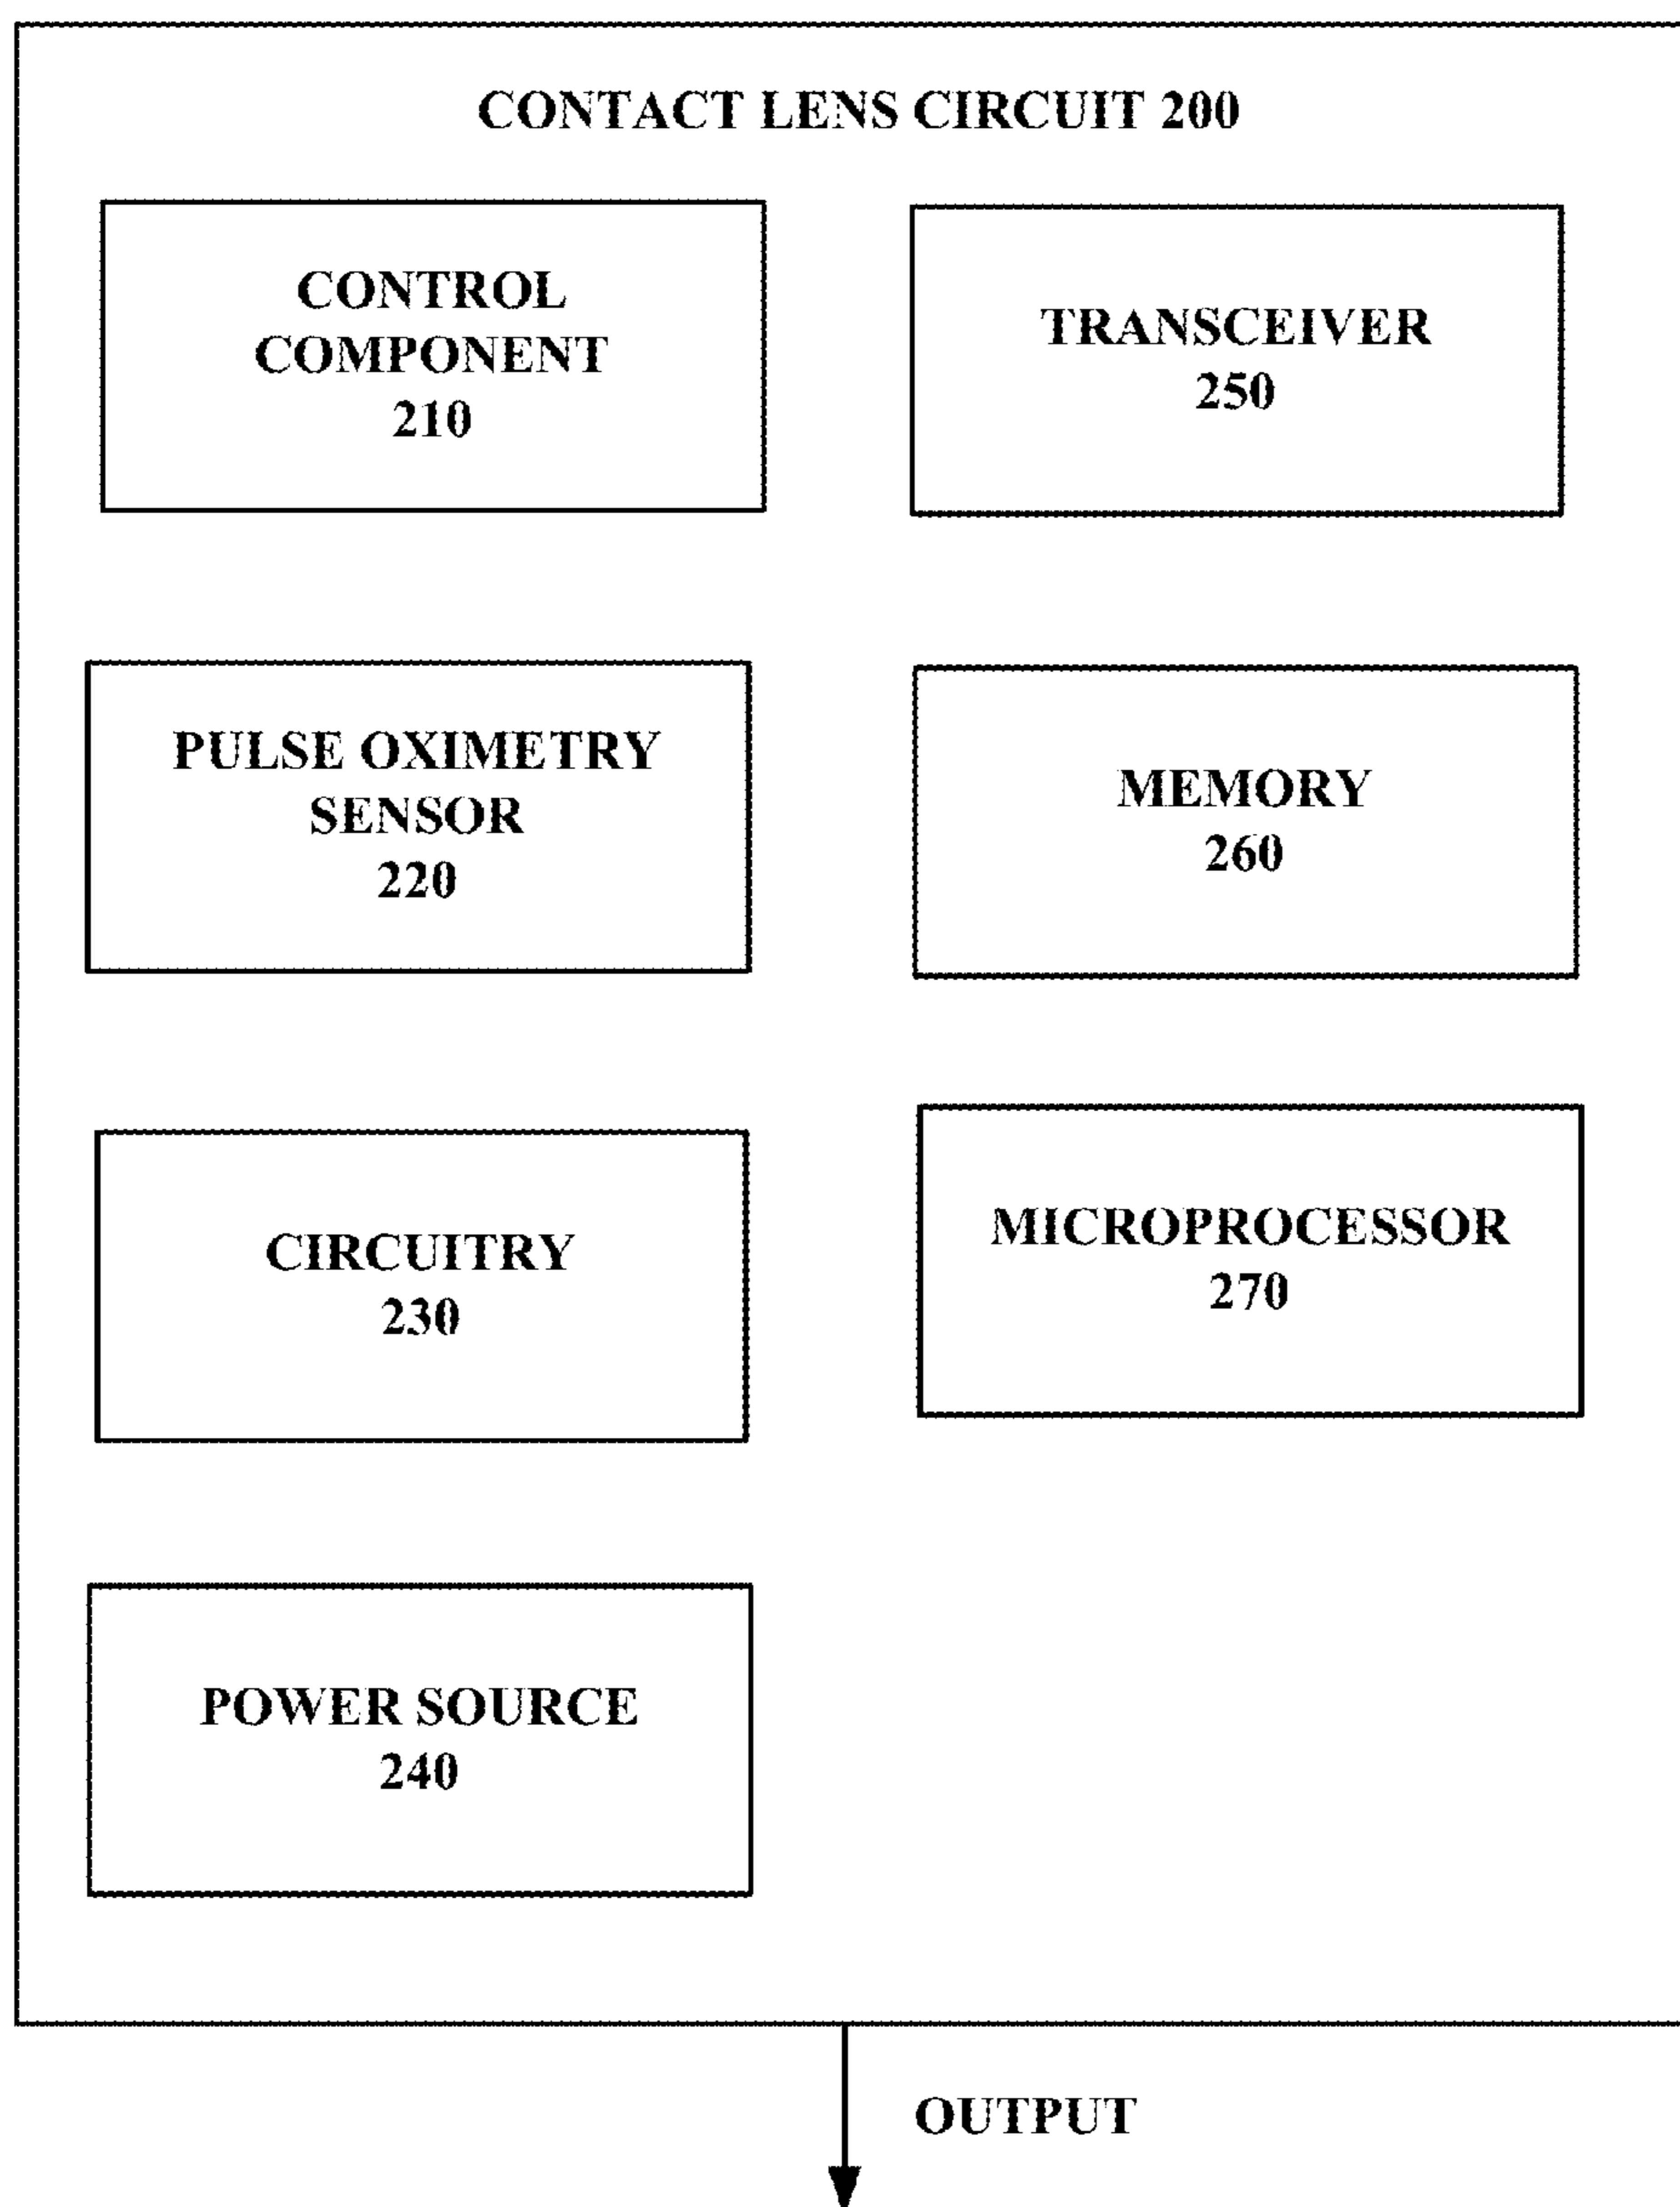 CONTACT LENS CIRCUIT 200
CONTROL
COMPONENT
210
TRANSCEIVER
250
PULSE OXIMETRY
SENSOR
220
MEMORY
260
CIRCUITRY
230
MICROPROCESSOR
270
POWER SOURCE
240
OUTPUT